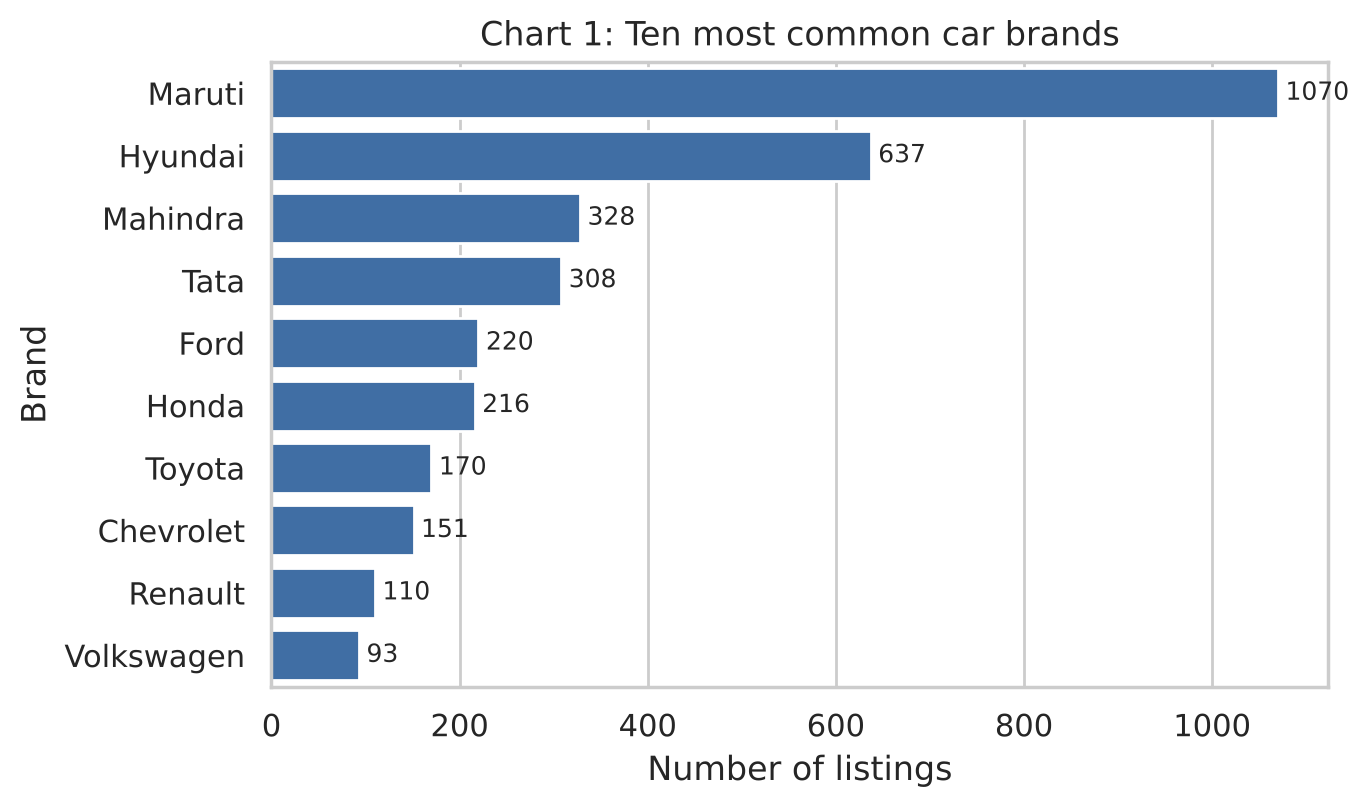 Chart 1: Ten most common car brands
Maruti 1070
Hyundai 637
Mahindra 328
Tata 308
Ford 220
Honda 216
Toyota 170
Chevrolet 151
Renault 110
Volkswagen 93
Brand
0 200 400 600 800 1000
Number of listings